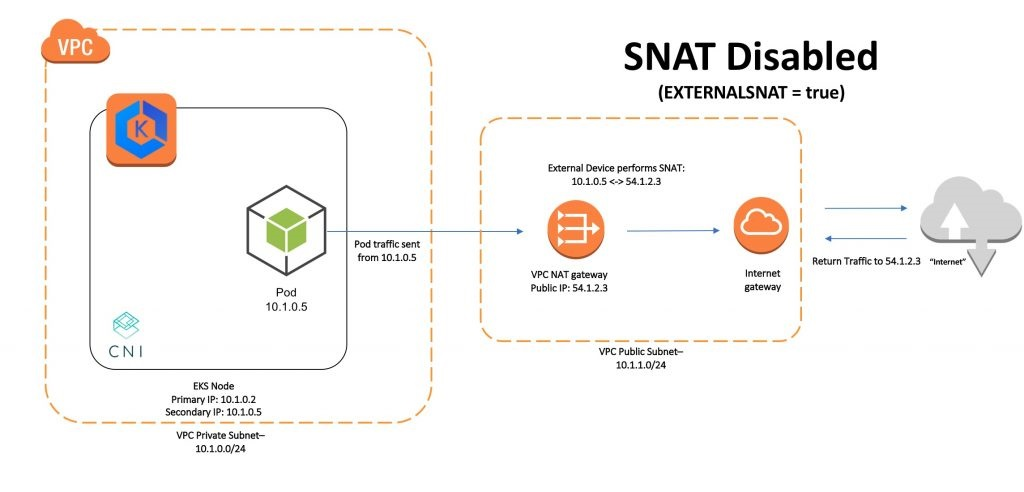 VPC
SNAT Disabled
(EXTERNALSNAT = true)
K
External Device performs SNAT:
10.1.0.5 <-> 54.1.2.3
Pod traffic sent
from 10.1.0.5
VPC NAT gateway
Public IP: 54.1.2.3
Internet
gateway
Return Traffic to 54.1.2.3
“Internet”
Pod
10.1.0.5
CNI
VPC Public Subnet–
10.1.1.0/24
EKS Node
Primary IP: 10.1.0.2
Secondary IP: 10.1.0.5
VPC Private Subnet–
10.1.0.0/24